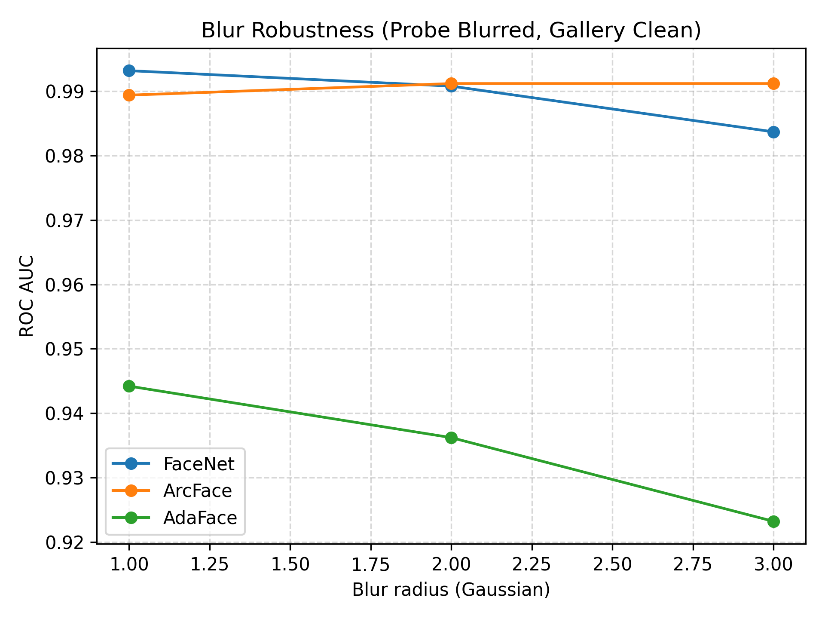 Blur Robustness (Probe Blurred, Gallery Clean)
ROC AUC
0.99
0.98
0.97
0.96
0.95
0.94
0.93
0.92
FaceNet
ArcFace
AdaFace
1.00 1.25 1.50 1.75 2.00 2.25 2.50 2.75 3.00
Blur radius (Gaussian)